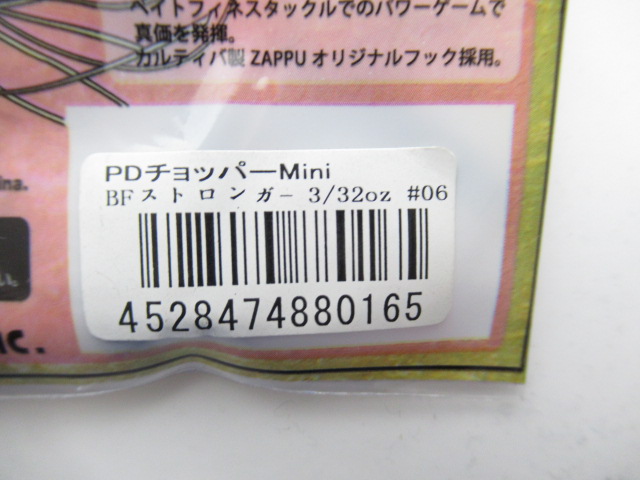 ベイトフィネスタックルでのパワーゲームで
真価を発揮。
カルティバ製 ZAPPU オリジナルフック採用。
ina.
PDチョッパーMini
BFストロンガ- 3/32oz #06
4528474880165
NC.